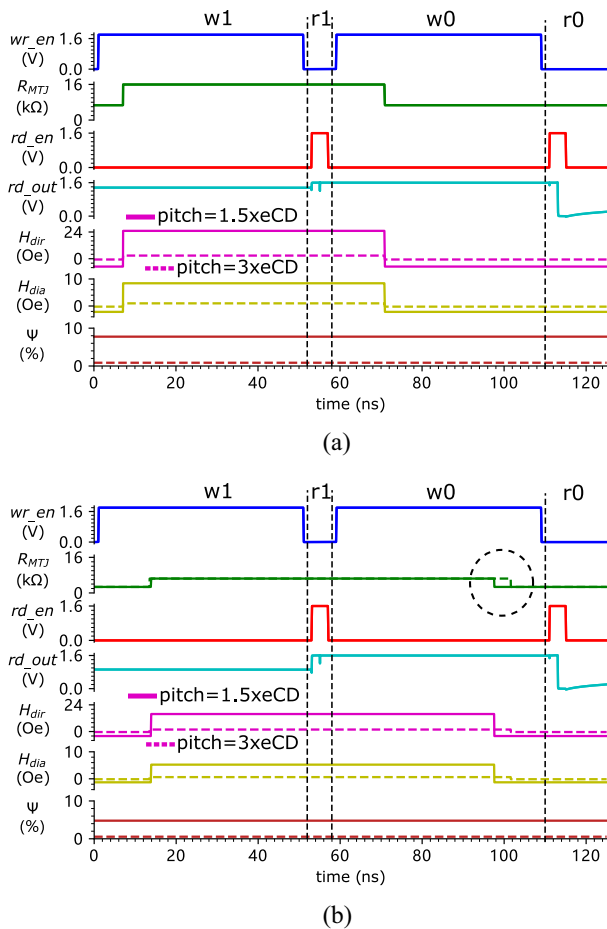 w1 r1 w0 r0
wr_en 1.6
(V) 0.0
R_MTJ 16
(kΩ) 0
rd_en 1.6
(V) 0.0
rd_out 1.6
(V) 0.0
pitch=1.5xeCD
H_dir 24
(Oe) 0
pitch=3xeCD
H_dia 10
(Oe) 0
Ψ 10
(%) 0
0 20 40 60 80 100 120
time (ns)
(a)
w1 r1 w0 r0
wr_en 1.6
(V) 0.0
R_MTJ 16
(kΩ) 0
rd_en 1.6
(V) 0.0
rd_out 1.6
(V) 0.0
pitch=1.5xeCD
H_dir 24
(Oe) 0
pitch=3xeCD
H_dia 10
(Oe) 0
Ψ 10
(%) 0
0 20 40 60 80 100 120
time (ns)
(b)